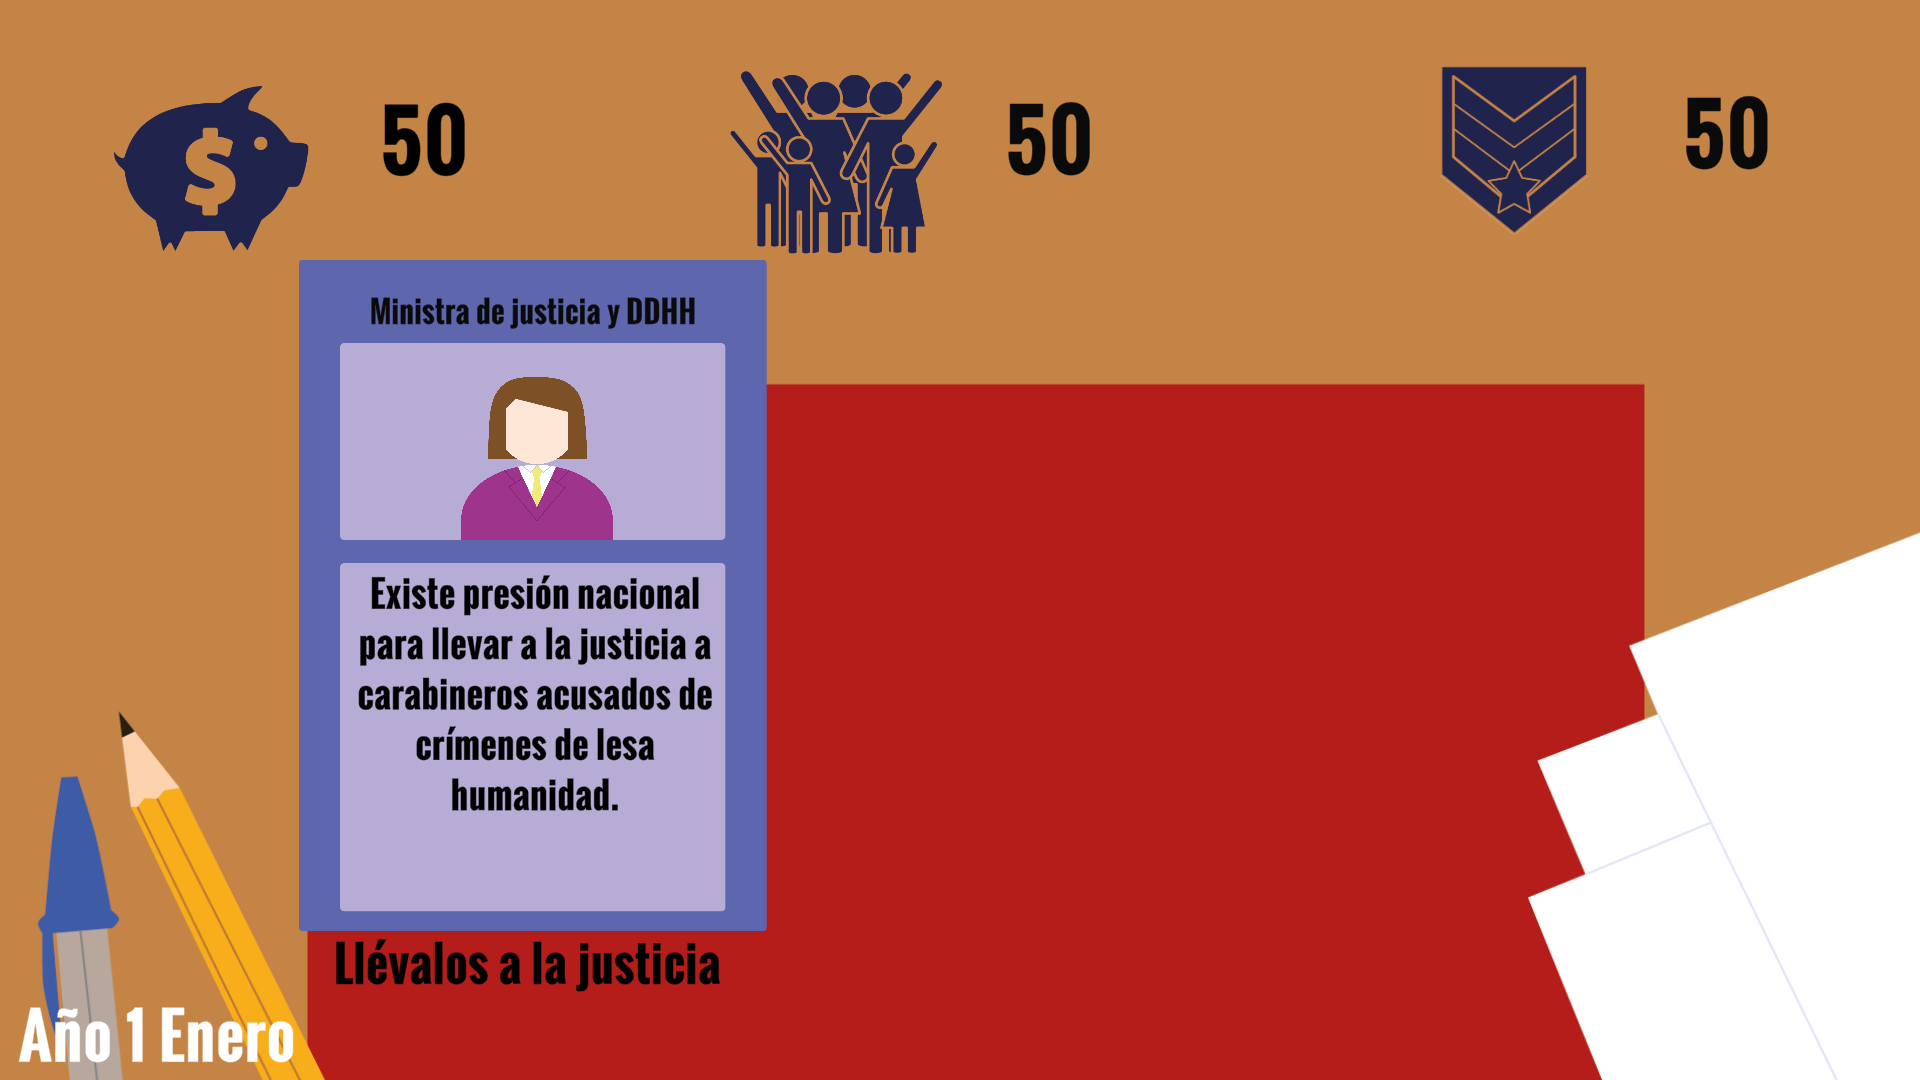 50
50
50
Ministra de justicia y DDHH
Existe presión nacional
para llevar a la justicia a
carabineros acusados de
crímenes de lesa
humanidad.
Llévalos a la justicia
Año 1 Enero